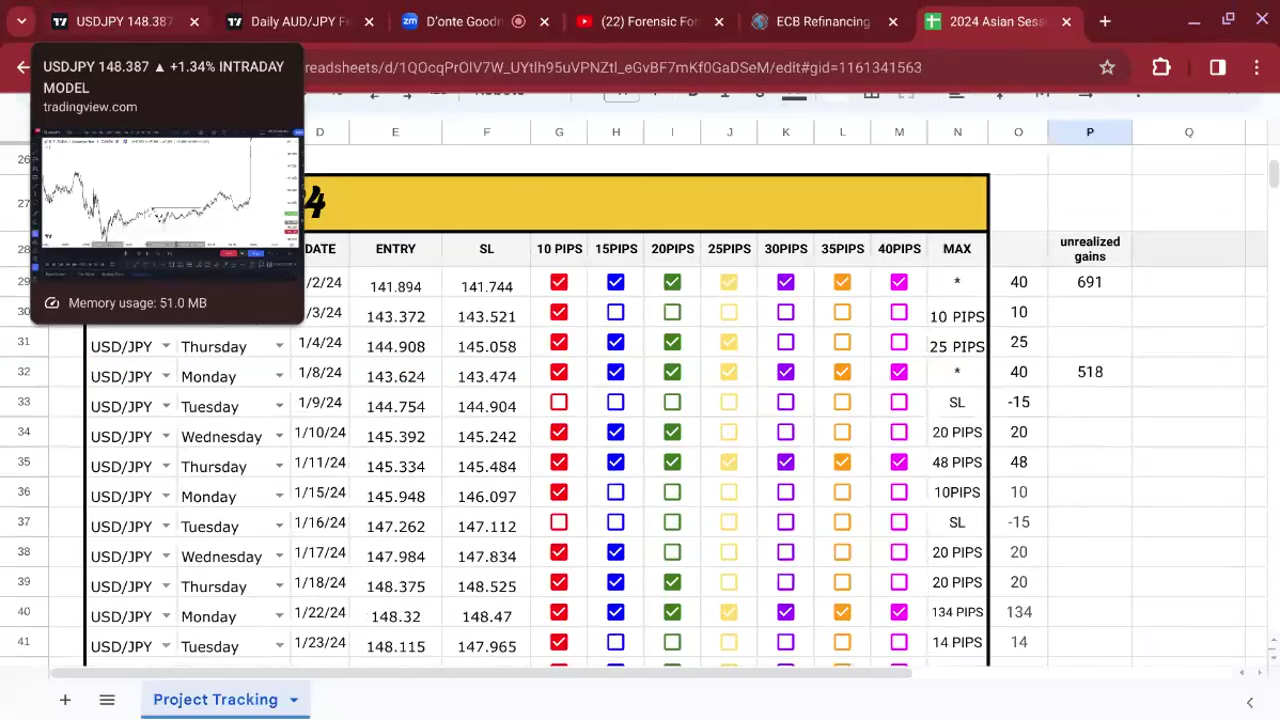 USDJPY 148.387
Daily AUD/JPY Fe
D'onte Goodn
(22) Forensic For
ECB Refinancing
2024 Asian Sess
USDJPY 148.387 ▲ +1.34% INTRADAY
MODEL
tradingview.com
Memory usage: 51.0 MB
readsheets/d/1QOcqPrOlV7W_UYtlh95uVPNZtl_eGvBF7mKf0GaDSeM/edit#gid=1161341563
D E F G H I J K L M N O P Q
26
27
28 DATE ENTRY SL 10 PIPS 15PIPS 20PIPS 25PIPS 30PIPS 35PIPS 40PIPS MAX unrealized
gains
29 /2/24 141.894 141.744 * 40 691
30 /3/24 143.372 143.521 10 PIPS 10
31 USD/JPY Thursday 1/4/24 144.908 145.058 25 PIPS 25
32 USD/JPY Monday 1/8/24 143.624 143.474 * 40 518
33 USD/JPY Tuesday 1/9/24 144.754 144.904 SL -15
34 USD/JPY Wednesday 1/10/24 145.392 145.242 20 PIPS 20
35 USD/JPY Thursday 1/11/24 145.334 145.484 48 PIPS 48
36 USD/JPY Monday 1/15/24 145.948 146.097 10PIPS 10
37 USD/JPY Tuesday 1/16/24 147.262 147.112 SL -15
38 USD/JPY Wednesday 1/17/24 147.984 147.834 20 PIPS 20
39 USD/JPY Thursday 1/18/24 148.375 148.525 20 PIPS 20
40 USD/JPY Monday 1/22/24 148.32 148.47 134 PIPS 134
41 USD/JPY Tuesday 1/23/24 148.115 147.965 14 PIPS 14
Project Tracking